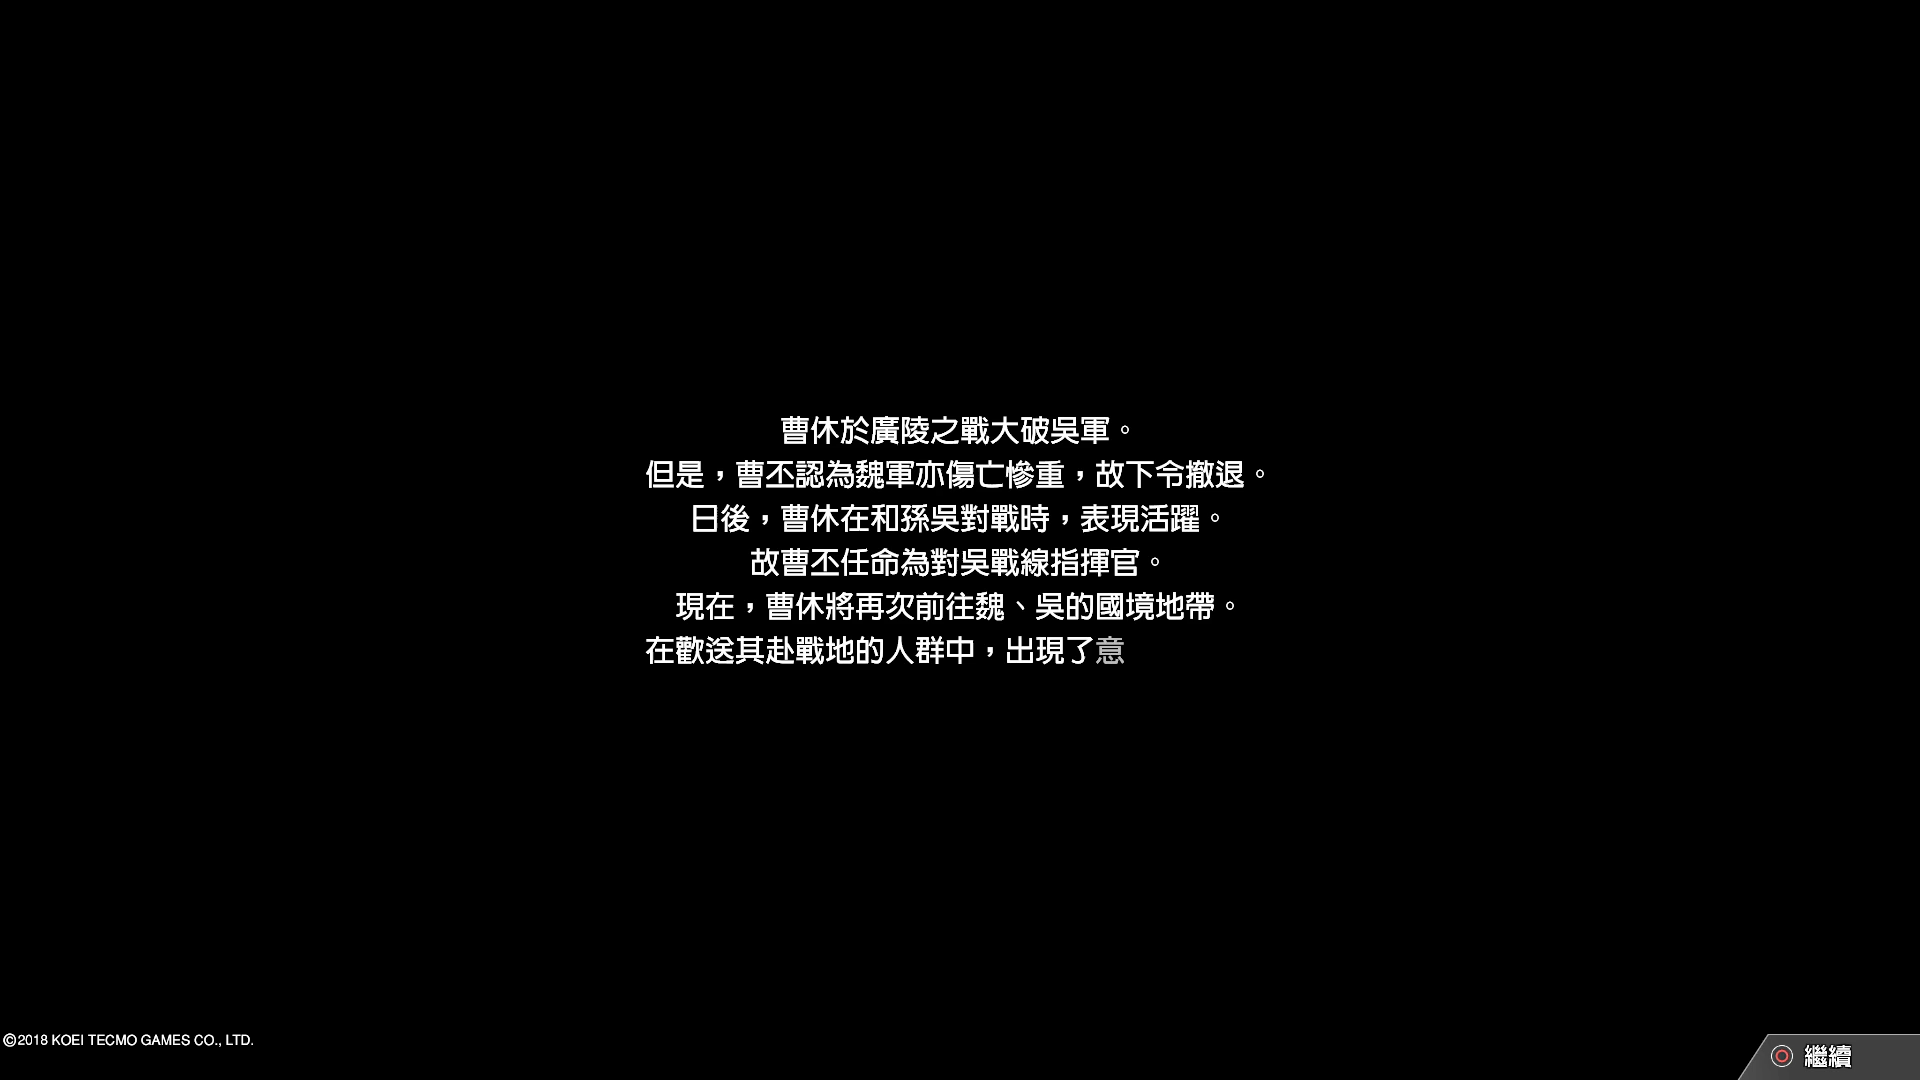 曹休於廣陵之戰大破吳軍。
但是，曹丕認為魏軍亦傷亡慘重，故下令撤退。
日後，曹休在和孫吳對戰時，表現活躍。
故曹丕任命為對吳戰線指揮官。
現在，曹休將再次前往魏、吳的國境地帶。
在歡送其赴戰地的人群中，出現了意
©2018 KOEI TECMO GAMES CO., LTD.
繼續